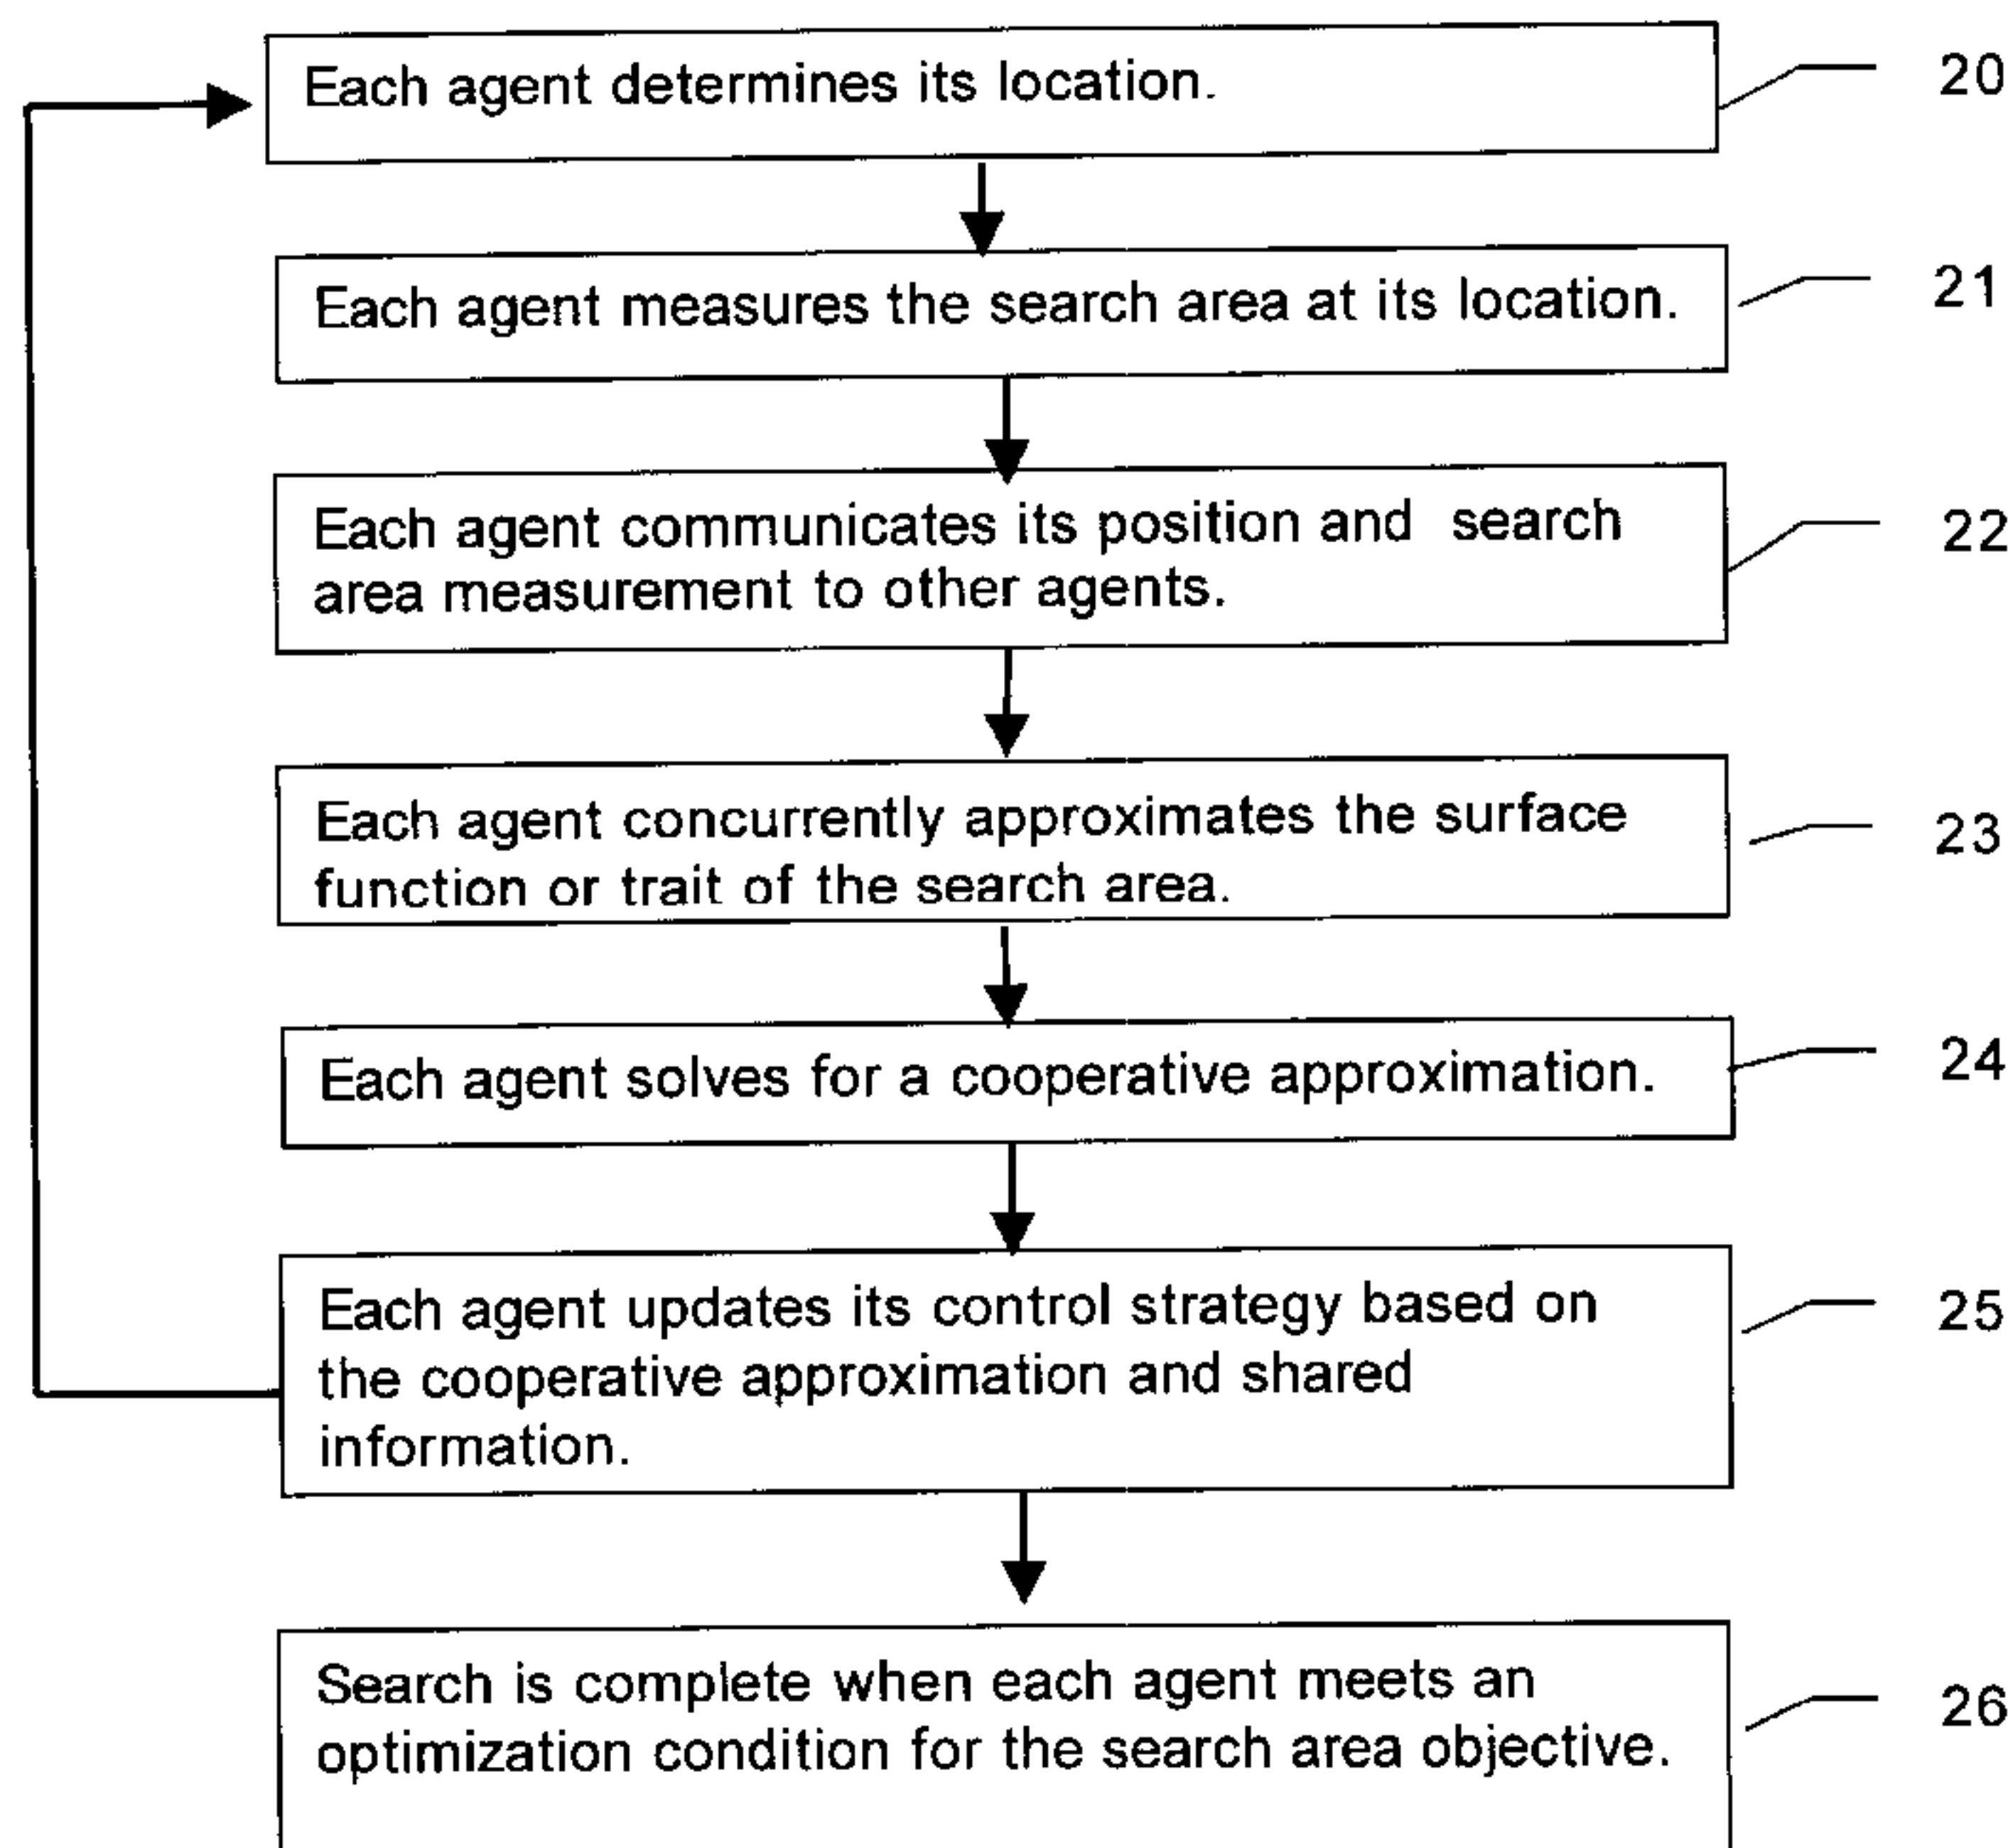 Each agent determines its location.
20
Each agent measures the search area at its location.
21
Each agent communicates its position and search
area measurement to other agents.
22
Each agent concurrently approximates the surface
function or trait of the search area.
23
Each agent solves for a cooperative approximation.
24
Each agent updates its control strategy based on
the cooperative approximation and shared
information.
25
Search is complete when each agent meets an
optimization condition for the search area objective.
26